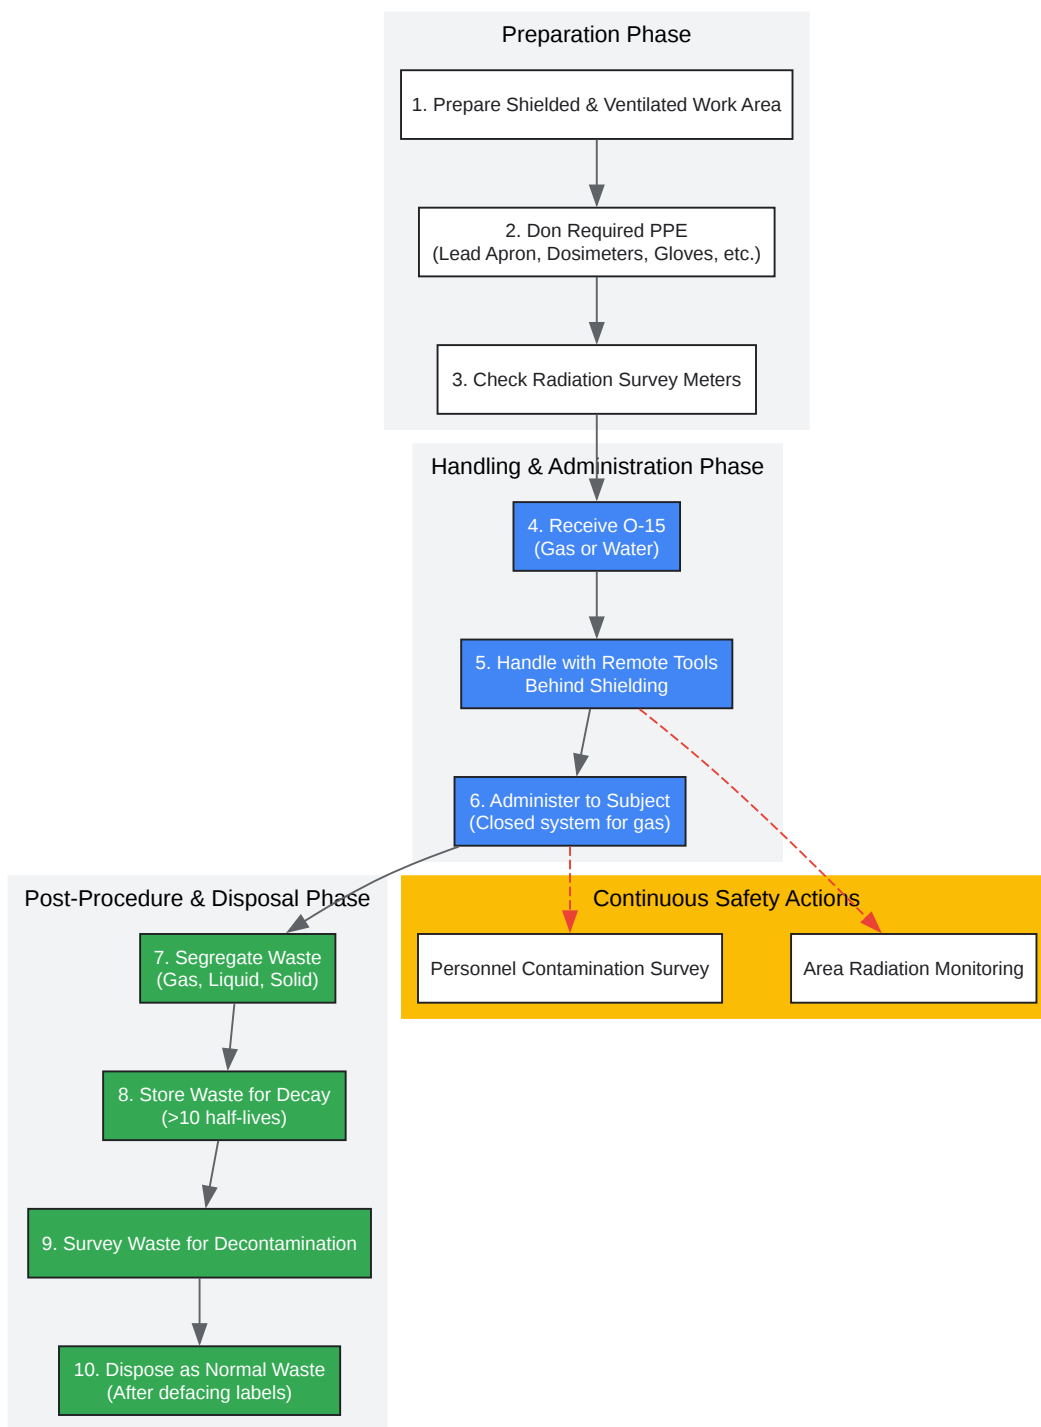 Preparation Phase
1. Prepare Shielded & Ventilated Work Area
2. Don Required PPE
(Lead Apron, Dosimeters, Gloves, etc.)
3. Check Radiation Survey Meters
Handling & Administration Phase
4. Receive O-15
(Gas or Water)
5. Handle with Remote Tools
Behind Shielding
6. Administer to Subject
(Closed system for gas)
Post-Procedure & Disposal Phase
7. Segregate Waste
(Gas, Liquid, Solid)
8. Store Waste for Decay
(>10 half-lives)
9. Survey Waste for Decontamination
10. Dispose as Normal Waste
(After defacing labels)
Continuous Safety Actions
Personnel Contamination Survey
Area Radiation Monitoring